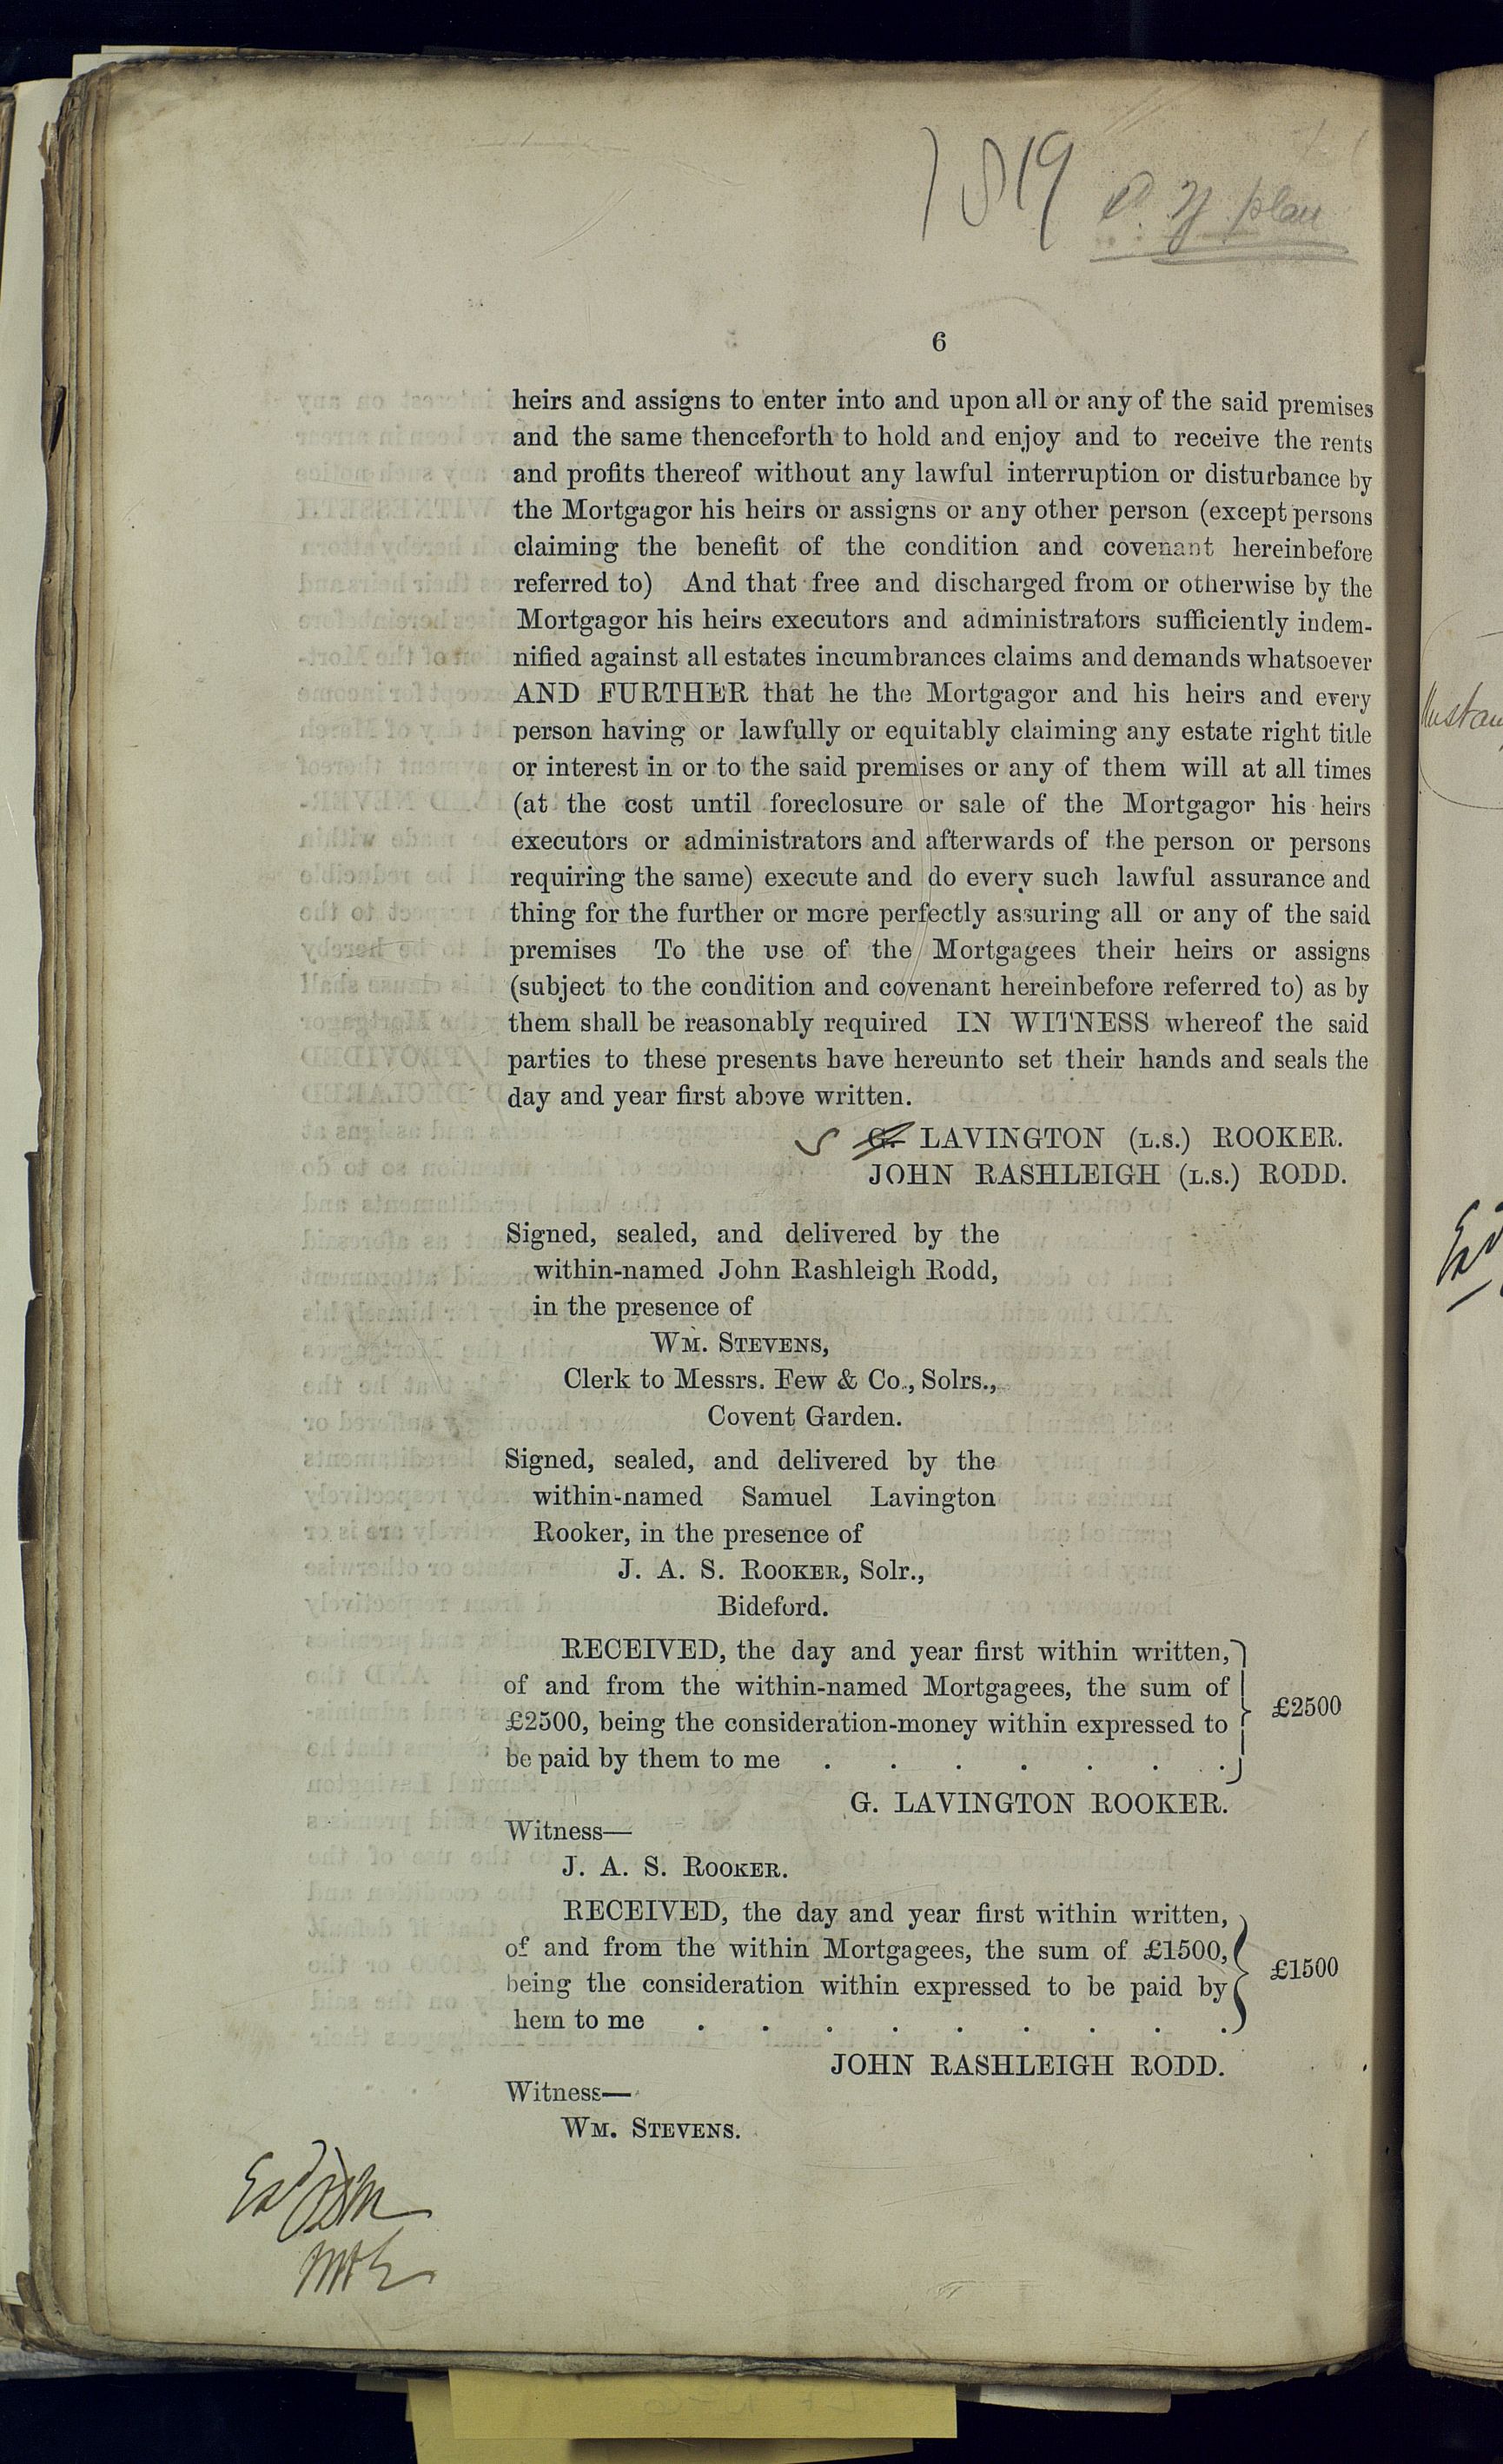 1819 plan
6
heirs and assigns to enter into and upon all or any of the said premises
and the same thenceforth to hold and enjoy and to receive the rents
and profits thereof without any lawful interruption or disturbance by
the Mortgagor his heirs or assigns or any other person (except persons
claiming the benefit of the condition and covenant hereinbefore
referred to) And that free and discharged from or otherwise by the
Mortgagor his heirs executors and administrators sufficiently indem-
nified against all estates incumbrances claims and demands whatsoever
AND FURTHER that he the Mortgagor and his heirs and every
person having or lawfully or equitably claiming any estate right title
or interest in or to the said premises or any of them will at all times
(at the cost until foreclosure or sale of the Mortgagor his heirs
executors or administrators and afterwards of the person or persons
requiring the same) execute and do every such lawful assurance and
thing for the further or more perfectly assuring all or any of the said
premises To the use of the Mortgagees their heirs or assigns
(subject to the condition and covenant hereinbefore referred to) as by
them shall be reasonably required IN WITNESS whereof the said
parties to these presents have hereunto set their hands and seals the
day and year first above written.
S G. LAVINGTON (L.S.) ROOKER.
JOHN RASHLEIGH (L.S.) RODD.
Signed, sealed, and delivered by the
within-named John Rashleigh Rodd,
in the presence of
WM. STEVENS,
Clerk to Messrs. Few & Co., Solrs.,
Covent Garden.
Signed, sealed, and delivered by the
within-named Samuel Lavington
Rooker, in the presence of
J. A. S. ROOKER, Solr.,
Bideford.
RECEIVED, the day and year first within written,
of and from the within-named Mortgagees, the sum of
£2500, being the consideration-money within expressed to
be paid by them to me . . . . . . .
£2500
G. LAVINGTON ROOKER.
Witness—
J. A. S. ROOKER.
RECEIVED, the day and year first within written,
of and from the within Mortgagees, the sum of £1500,
being the consideration within expressed to be paid by
hem to me . . . . . . . . .
£1500
JOHN RASHLEIGH RODD.
Witness—
WM. STEVENS.